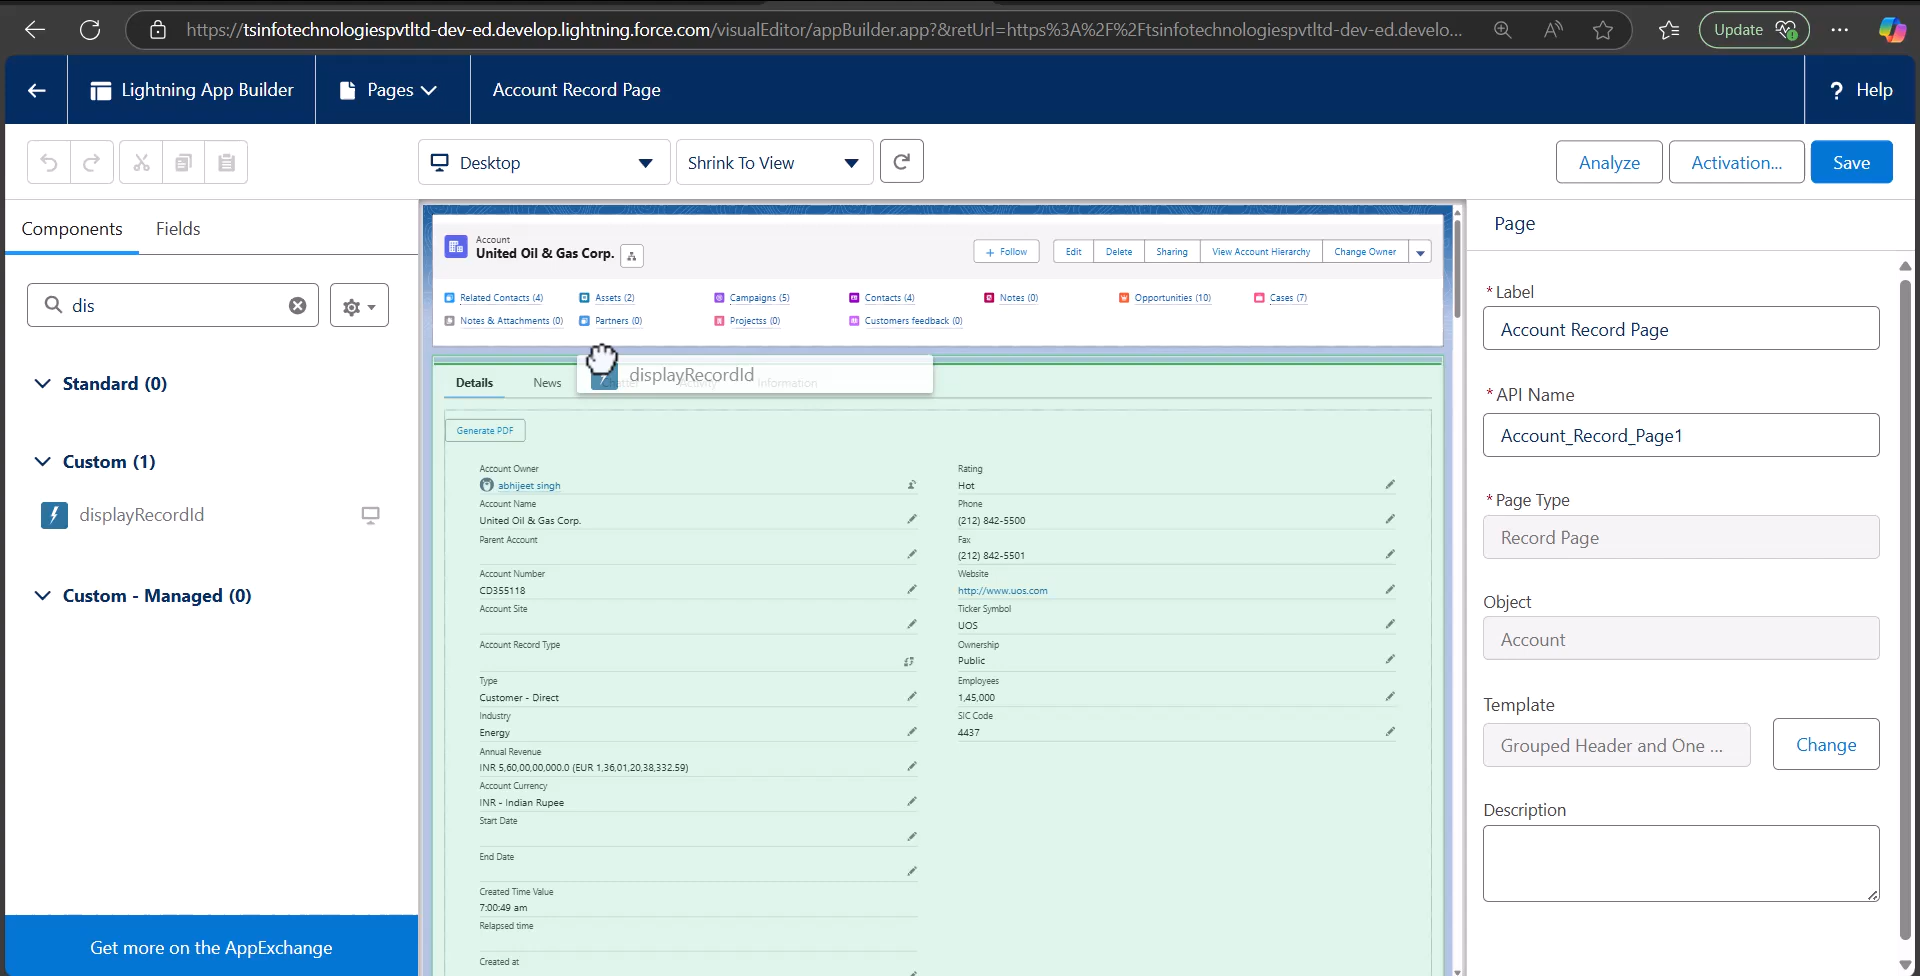 https://tsinfotechnologiespvtltd-dev-ed.develop.lightning.force.com/visualEditor/appBuilder.app?&retUrl=https%3A%2F%2Ftsinfotechnologiespvtltd-dev-ed.develo...
Update
Lightning App Builder
Pages
Account Record Page
? Help
Desktop
Shrink To View
Analyze
Activation...
Save
Components
Fields
dis
Standard (0)
Custom (1)
displayRecordId
Custom - Managed (0)
Get more on the AppExchange
Account
United Oil & Gas Corp.
+ Follow
Edit
Delete
Sharing
View Account Hierarchy
Change Owner
Related Contacts (4)
Assets (2)
Campaigns (5)
Contacts (4)
Notes (0)
Opportunities (10)
Cases (7)
Notes & Attachments (0)
Partners (0)
Projectss (0)
Customers feedback (0)
displayRecordId
Details
News
Information
Generate PDF
Account Owner
abhijeet singh
Account Name
United Oil & Gas Corp.
Parent Account
Account Number
CD355118
Account Site
Account Record Type
Type
Customer - Direct
Industry
Energy
Annual Revenue
INR 5,60,00,00,000.0 (EUR 1,36,01,20,38,332.59)
Account Currency
INR - Indian Rupee
Start Date
End Date
Created Time Value
7:00:49 am
Relapsed time
Created at
Rating
Hot
Phone
(212) 842-5500
Fax
(212) 842-5501
Website
http://www.uos.com
Ticker Symbol
UOS
Ownership
Public
Employees
1,45,000
SIC Code
4437
Page
*Label
Account Record Page
*API Name
Account_Record_Page1
*Page Type
Record Page
Object
Account
Template
Grouped Header and One ...
Change
Description